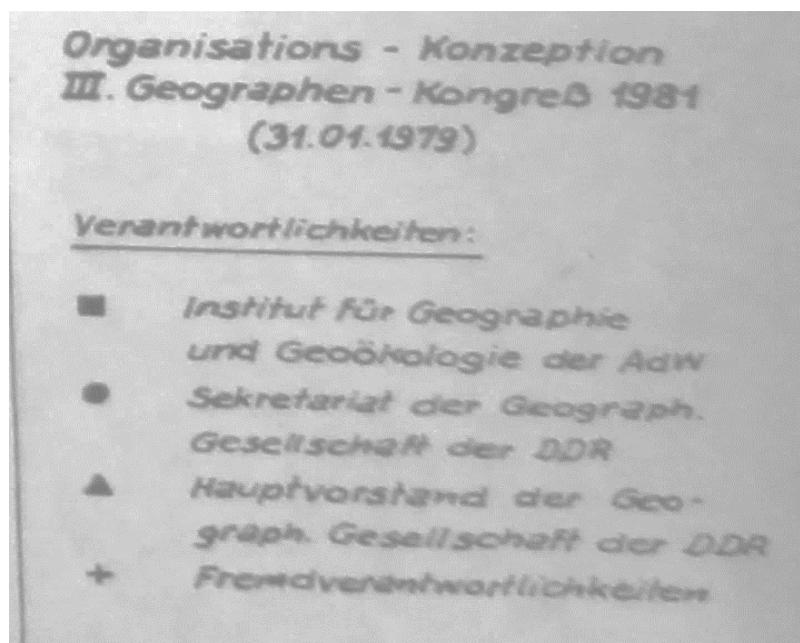 Organisations - Konzeption
III. Geographen - Kongreß 1981
(31.01.1979)
Verantwortlichkeiten:
■ Institut für Geographie
und Geoökologie der AdW
● Sekretariat der Geograph.
Gesellschaft der DDR
▲ Hauptvorstand der Geo-
graph. Gesellschaft der DDR
+ Fremdverantwortlichkeiten